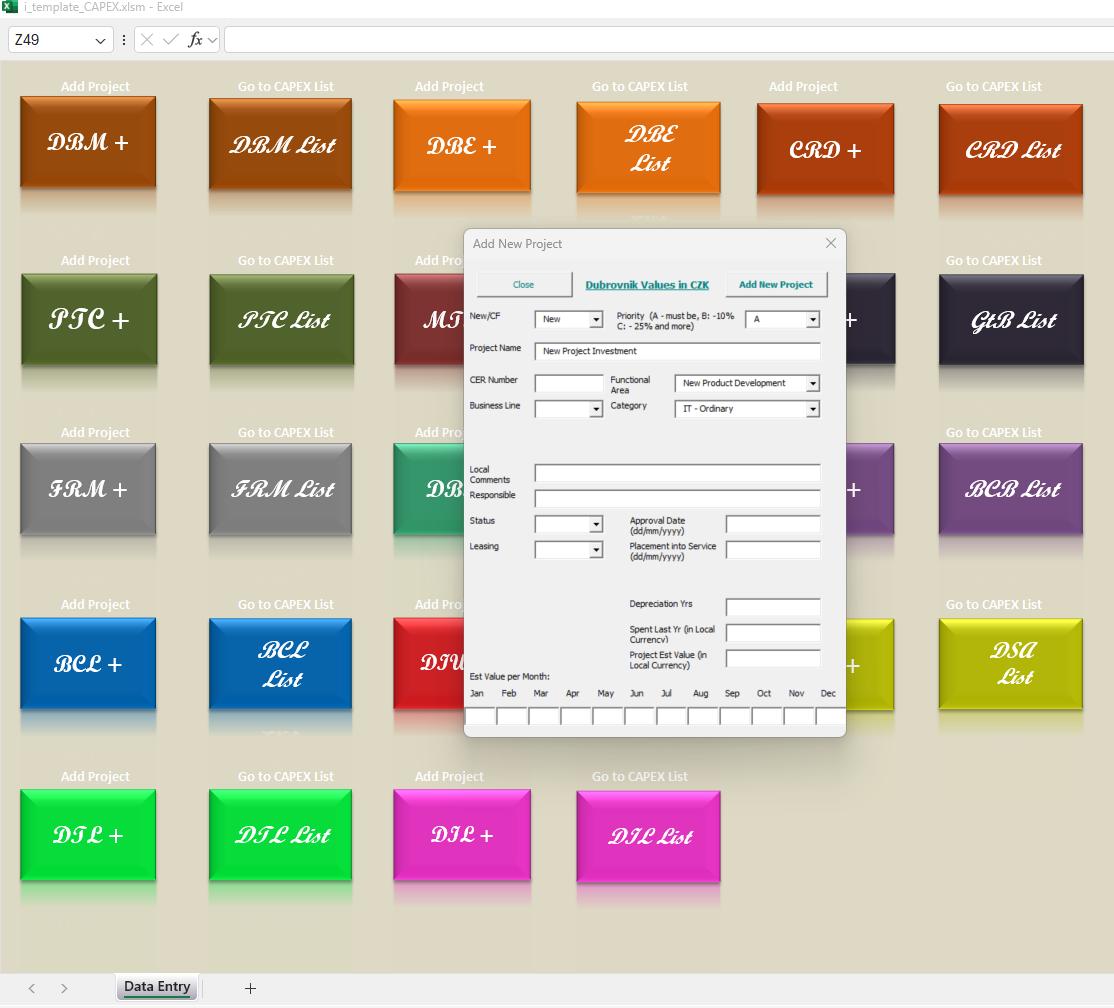 i_template_CAPEX.xlsm - Excel
Z49
fx
Add Project
Go to CAPEX List
Add Project
Go to CAPEX List
Add Project
Go to CAPEX List
DBM +
DBM List
DBE +
DBE
List
CRD +
CRD List
Add Project
Go to CAPEX List
Add Pro
PTC +
PTC List
MT
+
GtB List
Add New Project
Close
Dubrovnik Values in CZK
Add New Project
New/CF
New
Priority (A - must be, B: -10%
C: - 25% and more)
A
Project Name
New Project Investment
CER Number
Functional
Area
New Product Development
Business Line
Category
IT - Ordinary
Local
Comments
Responsible
Status
Approval Date
(dd/mm/yyyy)
Leasing
Placement into Service
(dd/mm/yyyy)
Depreciation Yrs
Spent Last Yr (in Local
Currency)
Project Est Value (in
Local Currency)
Est Value per Month:
Jan Feb Mar Apr May Jun Jul Aug Sep Oct Nov Dec
Add Project
Go to CAPEX List
Add Pro
Go to CAPEX List
FRM +
FRM List
DB
+
BCB List
Add Project
Go to CAPEX List
Add Pro
Go to CAPEX List
BCL +
BCL
List
DIU
+
DSA
List
Add Project
Go to CAPEX List
Add Project
Go to CAPEX List
DTL +
DTL List
DIL +
DIL List
Data Entry